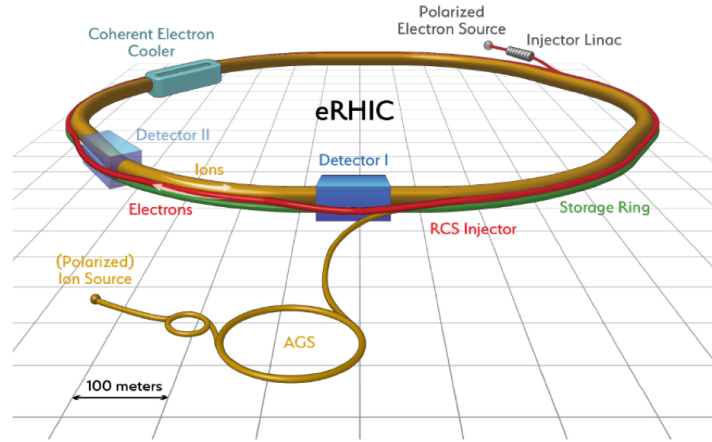 Polarized
Electron Source
Injector Linac
Coherent Electron
Cooler
eRHIC
Detector II
Detector I
Ions
Electrons
Storage Ring
RCS Injector
(Polarized)
Ion Source
AGS
100 meters